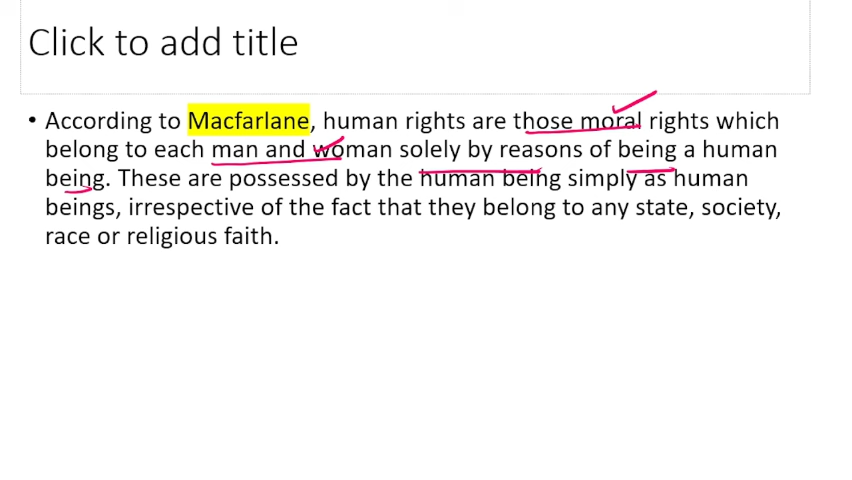 Click to add title
• According to Macfarlane, human rights are those moral rights which
belong to each man and woman solely by reasons of being a human
being. These are possessed by the human being simply as human
beings, irrespective of the fact that they belong to any state, society,
race or religious faith.